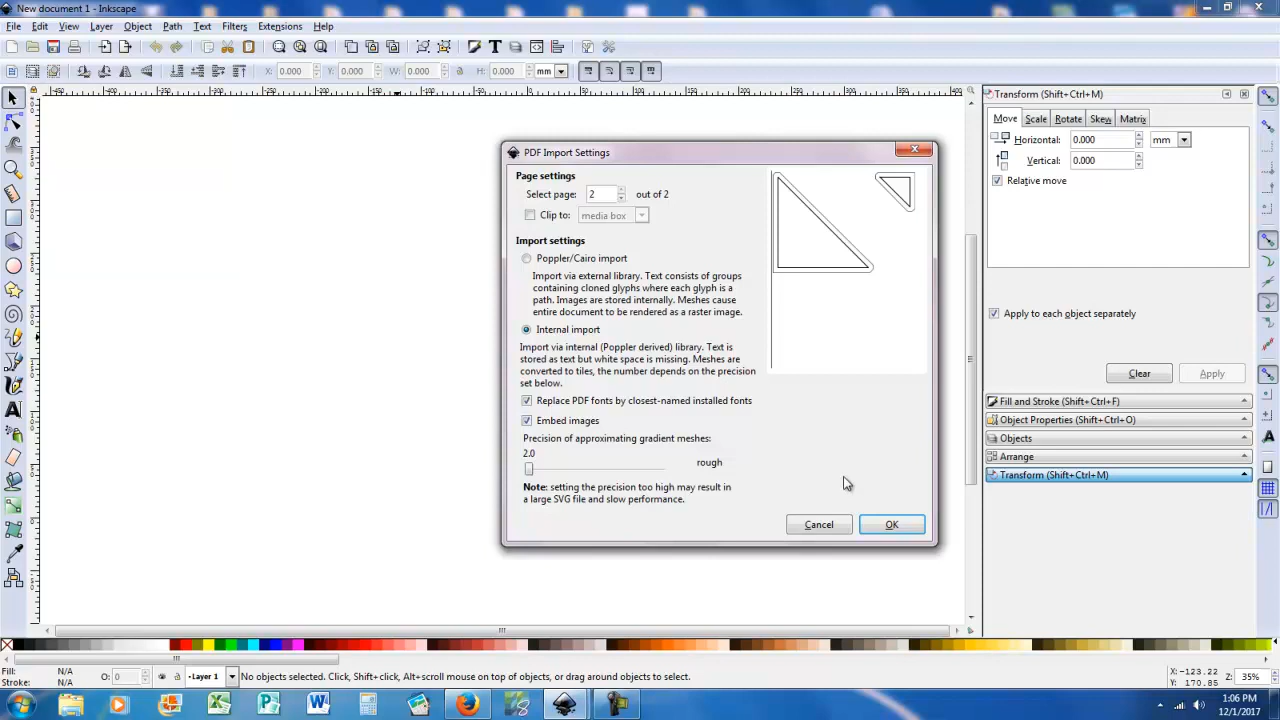 New document 1 - Inkscape
File Edit View Layer Object Path Text Filters Extensions Help
X: 0.000 Y: 0.000 W: 0.000 H: 0.000 mm
Transform (Shift+Ctrl+M)
Move Scale Rotate Skew Matrix
Horizontal: 0.000 mm
Vertical: 0.000
Relative move
Apply to each object separately
Clear Apply
Fill and Stroke (Shift+Ctrl+F)
Object Properties (Shift+Ctrl+O)
Objects
Arrange
Transform (Shift+Ctrl+M)
PDF Import Settings
Page settings
Select page: 2 out of 2
Clip to: media box
Import settings
Poppler/Cairo import
Import via external library. Text consists of groups
containing cloned glyphs where each glyph is a
path. Images are stored internally. Meshes cause
entire document to be rendered as a raster image.
Internal import
Import via internal (Poppler derived) library. Text is
stored as text but white space is missing. Meshes are
converted to tiles, the number depends on the precision
set below.
Replace PDF fonts by closest-named installed fonts
Embed images
Precision of approximating gradient meshes:
2.0
rough
Note: setting the precision too high may result in
a large SVG file and slow performance.
Cancel OK
Fill: N/A
Stroke: N/A
O: 0
Layer 1
No objects selected. Click, Shift+click, Alt+scroll mouse on top of objects, or drag around objects to select.
X: -123.22
Y: 170.85
Z: 35%
1:06 PM
12/1/2017